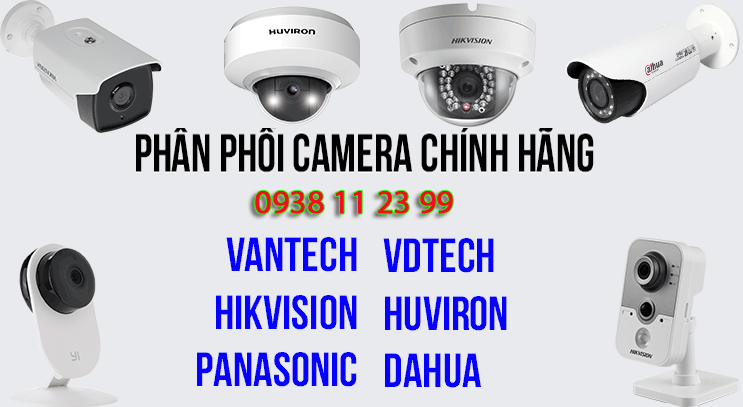 HUVIRON
HIKVISION
alhua
PHÂN PHÔI CAMERA CHÍNH HÃNG
0938 11 23 99
VANTECH VDTECH
HIKVISION HUVIRON
PANASONIC DAHUA
YI
HIKVISION